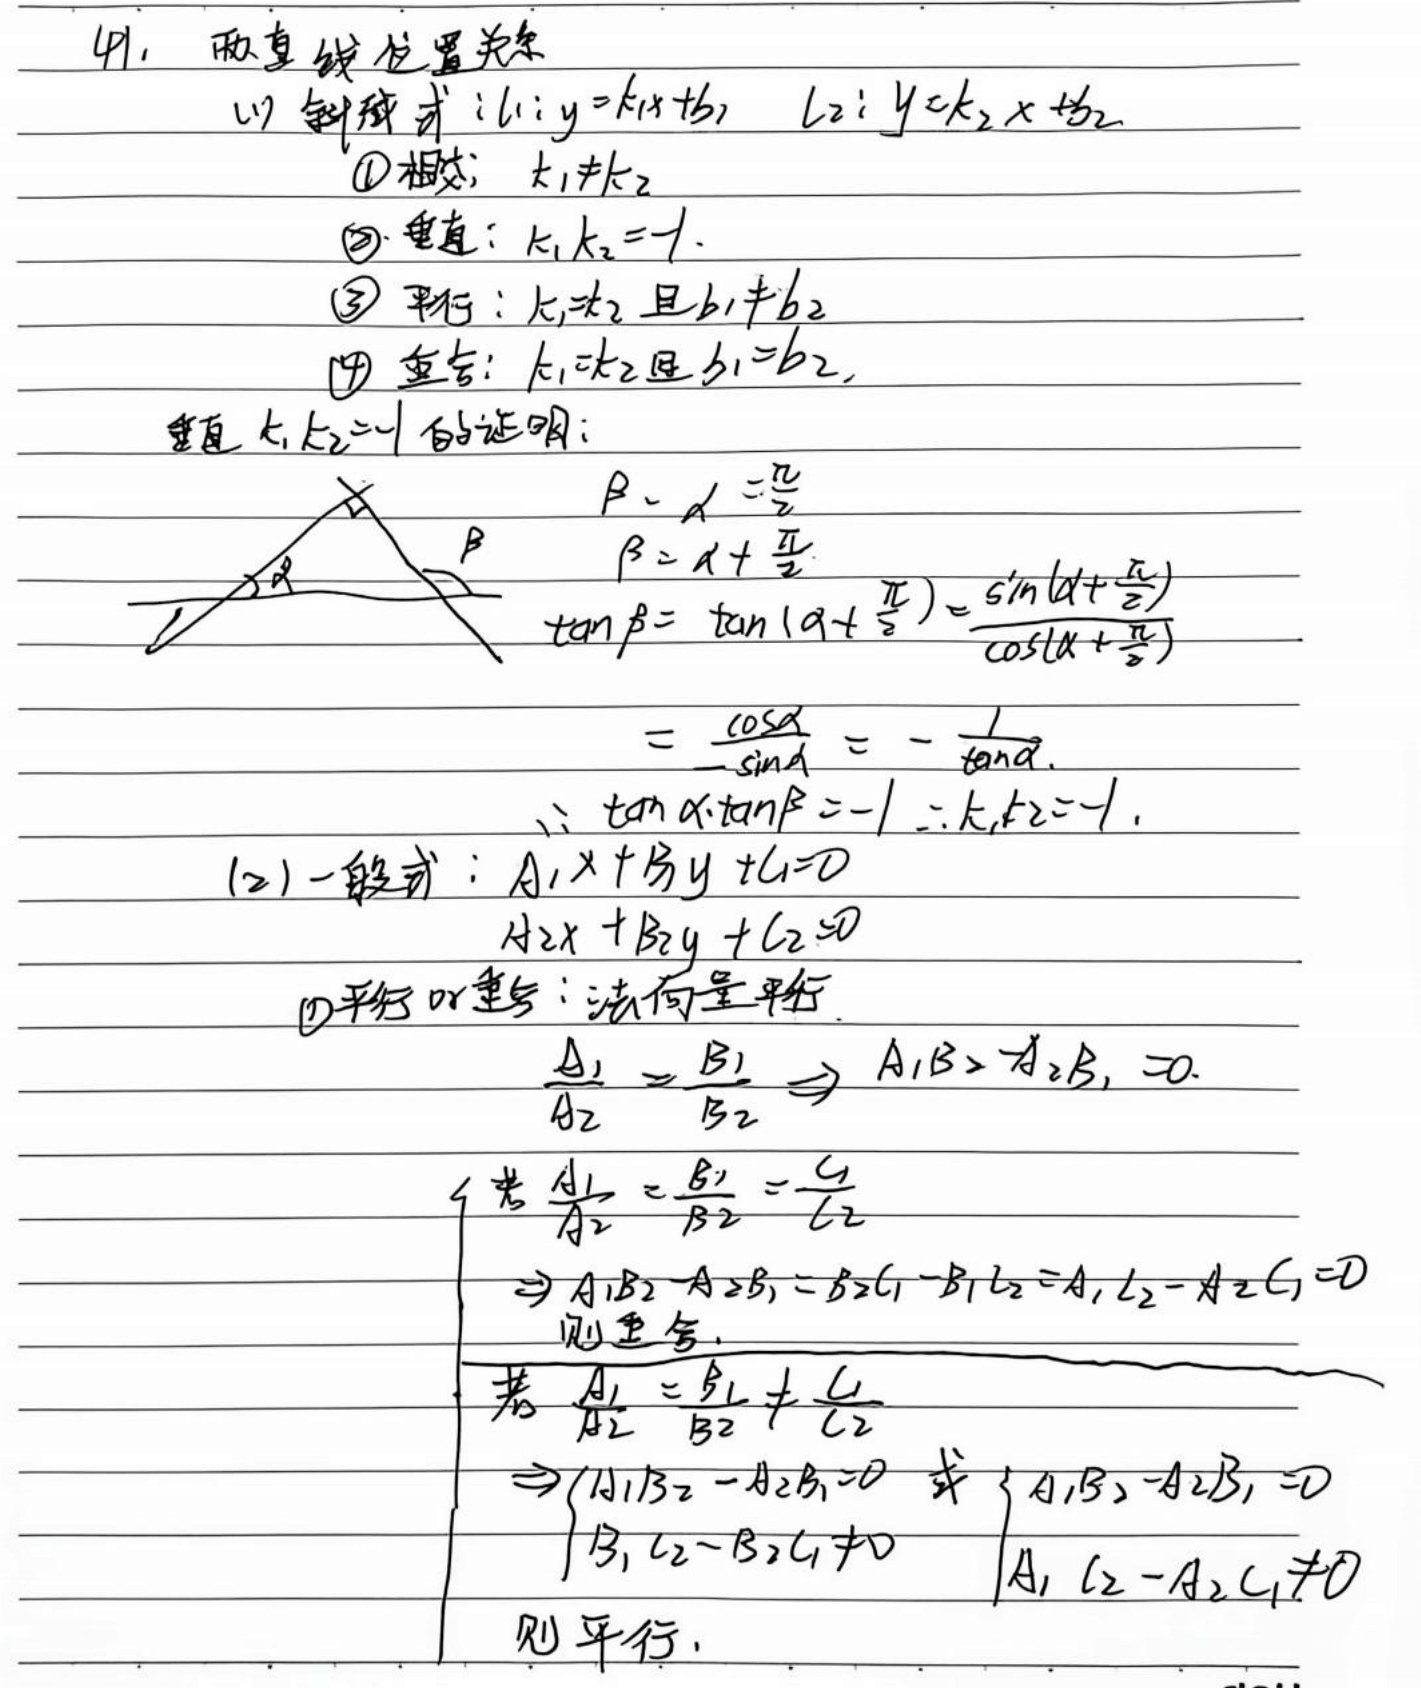 41. 两直线位置关系
(1) 斜截式: l₁: y=k₁x+b₁ L₂: y=k₂x+b₂
①相交: k₁≠k₂
②. 垂直: k₁k₂=-1.
③ 平行: k₁=k₂ 且 b₁≠b₂
④ 重合: k₁=k₂ 且 b₁=b₂,
垂直 k₁k₂=-1 的证明:
β-α=π/2
β=α+π/2.
α β
tanβ= tan(α+π/2)=sin(α+π/2)/cos(α+π/2)
= cosα/-sinα = -1/tanα.
∴ tanα·tanβ=-1 ∴k₁k₂=-1.
(2) 一般式: A₁x+B₁y+C₁=0
A₂x+B₂y+C₂=0
①平行 or 重合: 法向量平行.
A₁/A₂ = B₁/B₂ ⇒ A₁B₂-A₂B₁=0.
若 A₁/A₂ = B₁/B₂ = C₁/C₂
⇒ A₁B₂-A₂B₁=B₂C₁-B₁C₂=A₁C₂-A₂C₁=0
则重合.
若 A₁/A₂ = B₁/B₂ ≠ C₁/C₂
⇒ { A₁B₂-A₂B₁=0 或 { A₁B₂-A₂B₁=0
B₁C₂-B₂C₁≠0 A₁C₂-A₂C₁≠0
则平行.